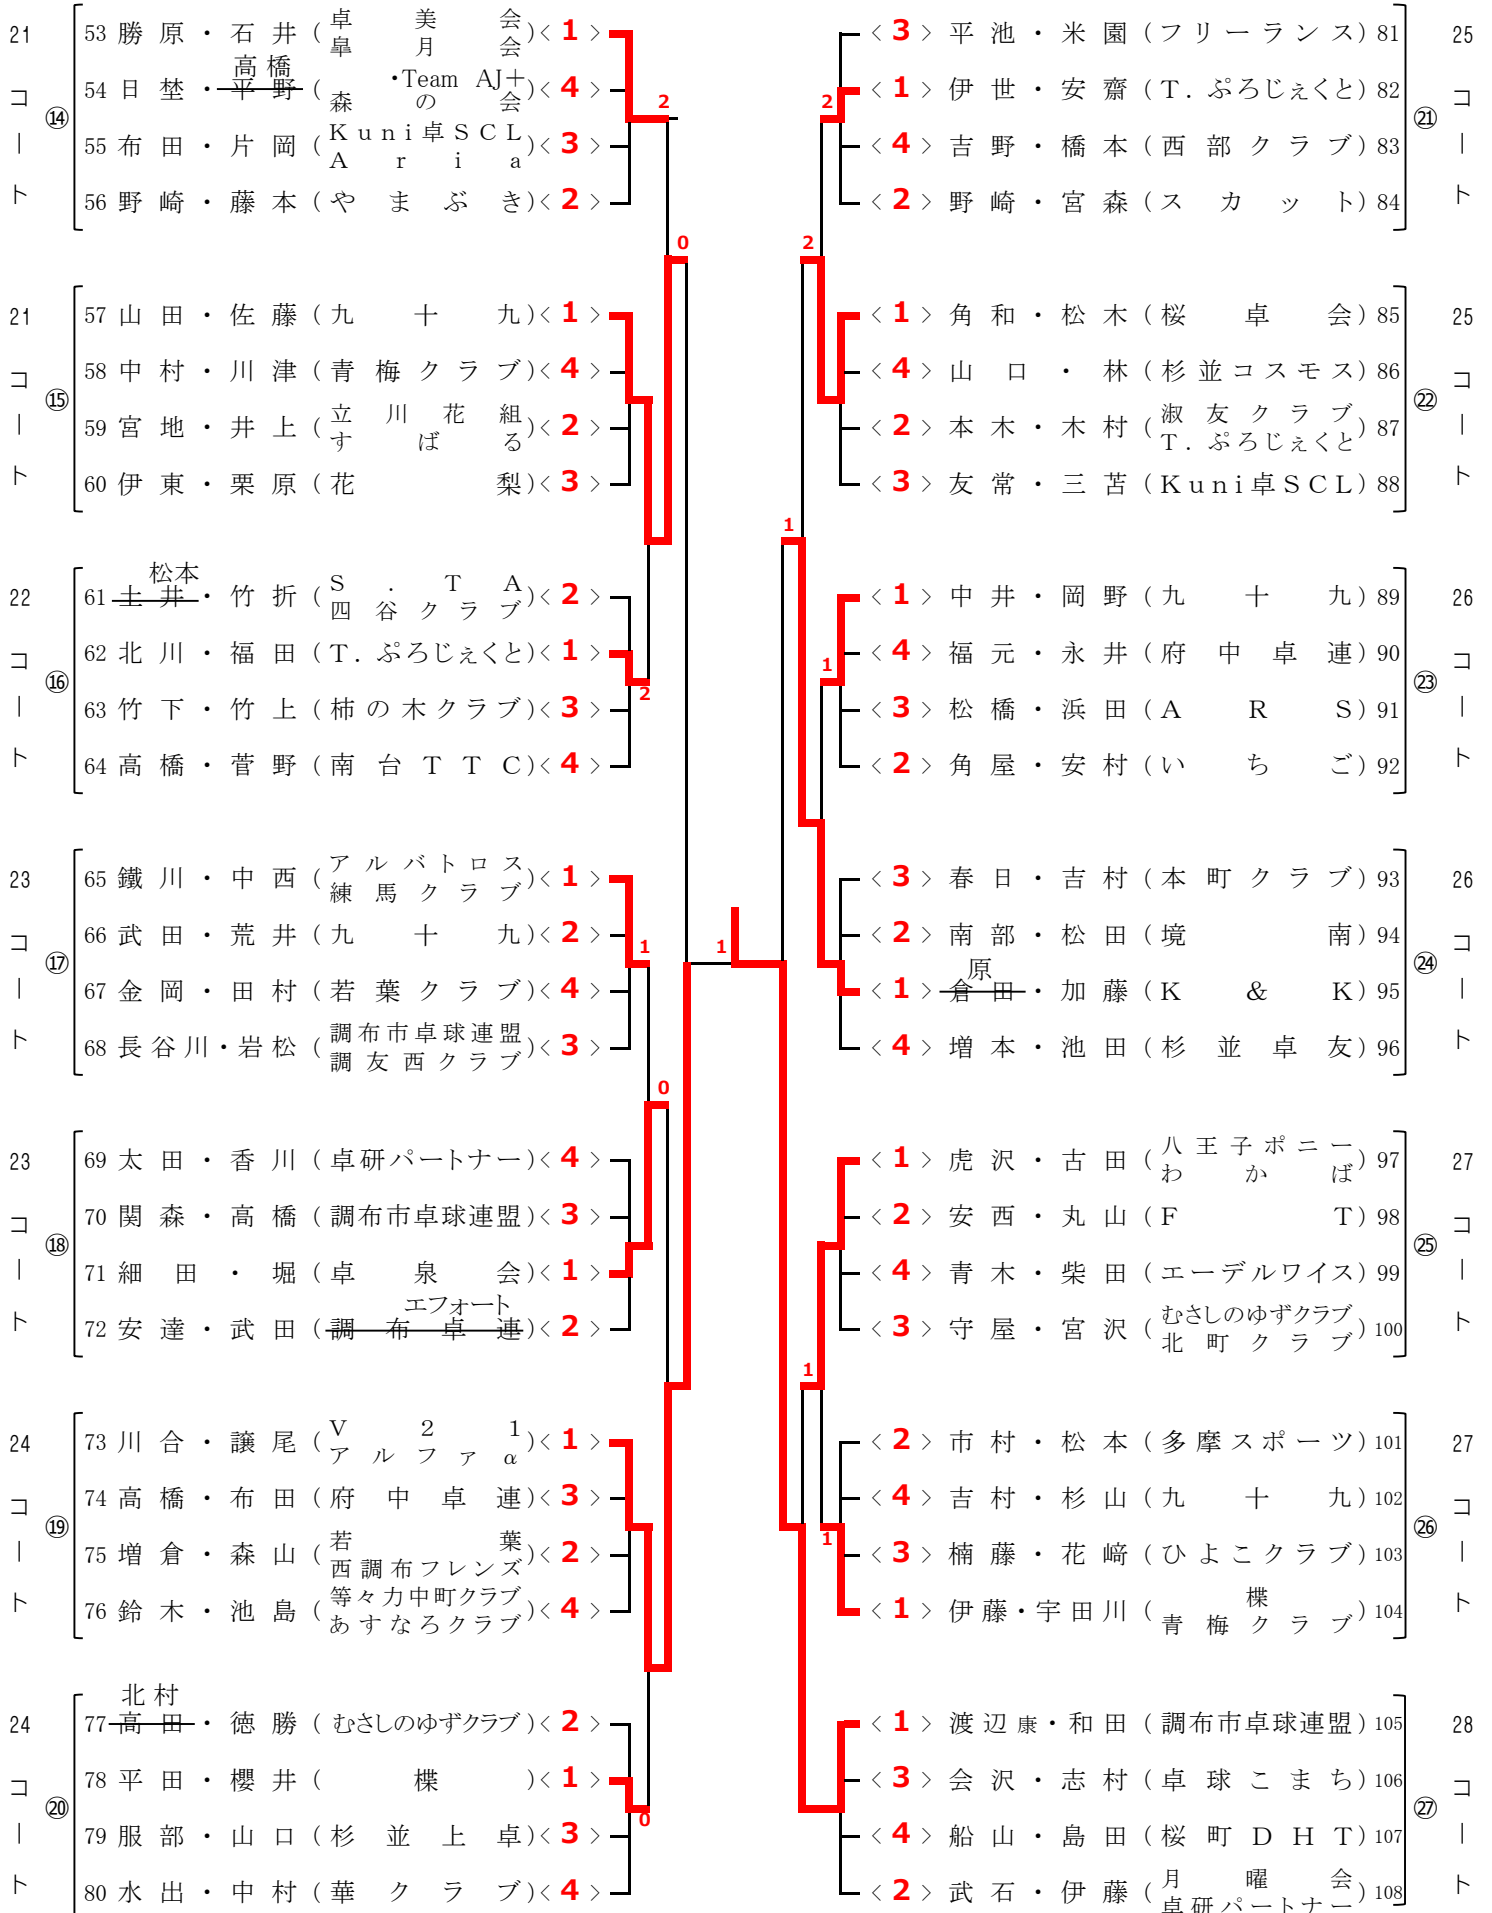 21 コート ⑭
53 勝原・石井 (卓美会 皐月会) < 1 >
高橋
54 日埜・平野 (・Team AJ+ 森の会) < 4 >
55 布田・片岡 (Kuni卓SCL Aria) < 3 >
56 野崎・藤本 (やまぶき) < 2 >
2
0
21 コート ⑮
57 山田・佐藤 (九十九) < 1 >
58 中村・川津 (青梅クラブ) < 4 >
59 宮地・井上 (立川花組 すばる) < 2 >
60 伊東・栗原 (花梨) < 3 >
22 コート ⑯
松本
61 土井・竹折 (S.TA 四谷クラブ) < 2 >
62 北川・福田 (T.ぷろじぇくと) < 1 >
63 竹下・竹上 (柿の木クラブ) < 3 >
64 高橋・菅野 (南台TTC) < 4 >
2
23 コート ⑰
65 鐵川・中西 (アルバトロス 練馬クラブ) < 1 >
66 武田・荒井 (九十九) < 2 >
67 金岡・田村 (若葉クラブ) < 4 >
68 長谷川・岩松 (調布市卓球連盟 調友西クラブ) < 3 >
1
1
0
23 コート ⑱
69 太田・香川 (卓研パートナー) < 4 >
70 関森・高橋 (調布市卓球連盟) < 3 >
71 細田・堀 (卓泉会) < 1 >
エフォート
72 安達・武田 (調布卓連) < 2 >
24 コート ⑲
73 川合・譲尾 (V21 アルファα) < 1 >
74 高橋・布田 (府中卓連) < 3 >
75 増倉・森山 (若葉 西調布フレンズ) < 2 >
76 鈴木・池島 (等々力中町クラブ あすなろクラブ) < 4 >
24 コート ⑳
北村
77 高田・徳勝 (むさしのゆずクラブ) < 2 >
78 平田・櫻井 (楪) < 1 >
79 服部・山口 (杉並上卓) < 3 >
80 水出・中村 (華クラブ) < 4 >
0
< 3 > 平池・米園 (フリーランス) 81
< 1 > 伊世・安齋 (T.ぷろじぇくと) 82
< 4 > 吉野・橋本 (西部クラブ) 83
< 2 > 野崎・宮森 (スカット) 84
㉑ 25 コート
2
2
< 1 > 角和・松木 (桜卓会) 85
< 4 > 山口・林 (杉並コスモス) 86
< 2 > 本木・木村 (淑友クラブ T.ぷろじぇくと) 87
< 3 > 友常・三苫 (Kuni卓SCL) 88
㉒ 25 コート
1
< 1 > 中井・岡野 (九十九) 89
< 4 > 福元・永井 (府中卓連) 90
< 3 > 松橋・浜田 (ARS) 91
< 2 > 角屋・安村 (いちご) 92
㉓ 26 コート
1
< 3 > 春日・吉村 (本町クラブ) 93
< 2 > 南部・松田 (境南) 94
原
< 1 > 倉田・加藤 (K&K) 95
< 4 > 増本・池田 (杉並卓友) 96
㉔ 26 コート
< 1 > 虎沢・古田 (八王子ポニー わかば) 97
< 2 > 安西・丸山 (FT) 98
< 4 > 青木・柴田 (エーデルワイス) 99
< 3 > 守屋・宮沢 (むさしのゆずクラブ 北町クラブ) 100
㉕ 27 コート
1
< 2 > 市村・松本 (多摩スポーツ) 101
< 4 > 吉村・杉山 (九十九) 102
< 3 > 楠藤・花﨑 (ひよこクラブ) 103
< 1 > 伊藤・宇田川 (楪 青梅クラブ) 104
㉖ 27 コート
1
< 1 > 渡辺康・和田 (調布市卓球連盟) 105
< 3 > 会沢・志村 (卓球こまち) 106
< 4 > 船山・島田 (桜町DHT) 107
< 2 > 武石・伊藤 (月曜会 卓研パートナー) 108
㉗ 28 コート